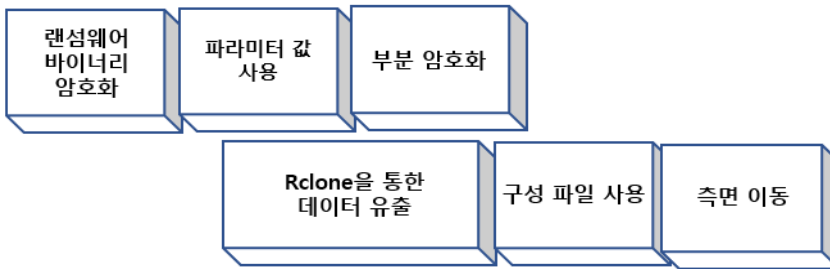 랜섬웨어
바이너리
암호화
파라미터 값
사용
부분 암호화
Rclone을 통한
데이터 유출
구성 파일 사용
측면 이동